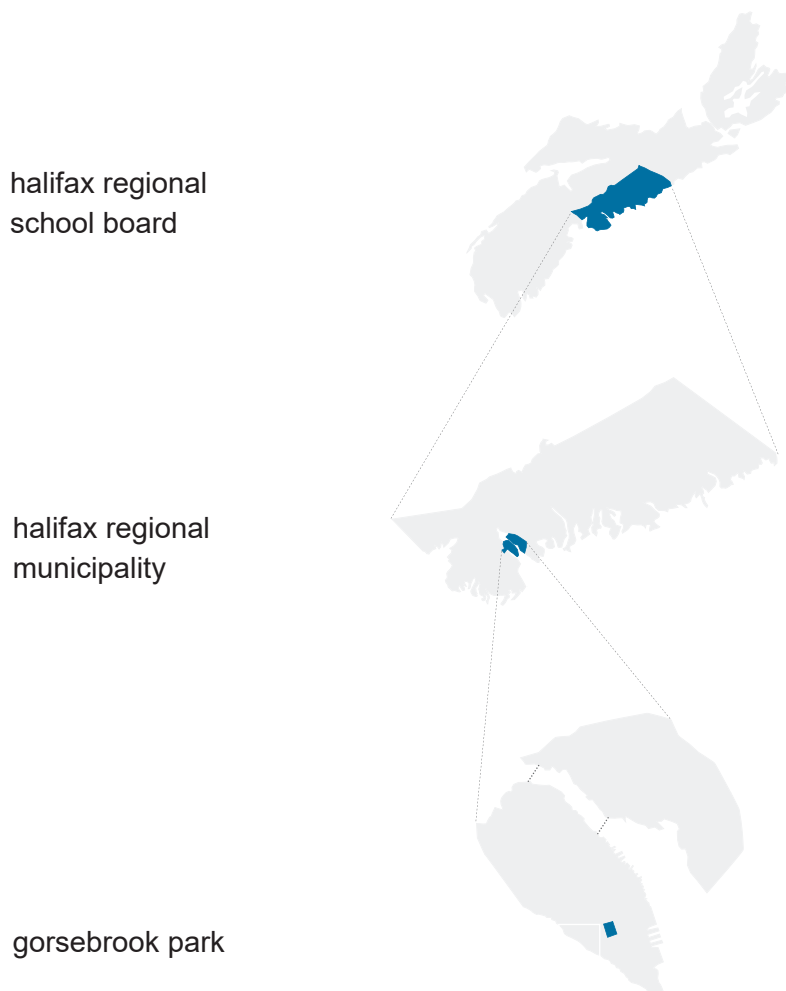 halifax regional
school board
halifax regional
municipality
gorsebrook park